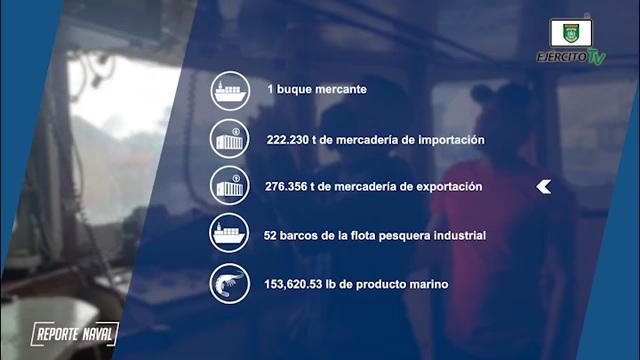 EJÉRCITO Tv
1 buque mercante
222.230 t de mercadería de importación
276.356 t de mercadería de exportación
52 barcos de la flota pesquera industrial
153,620.53 lb de producto marino
REPORTE NAVAL